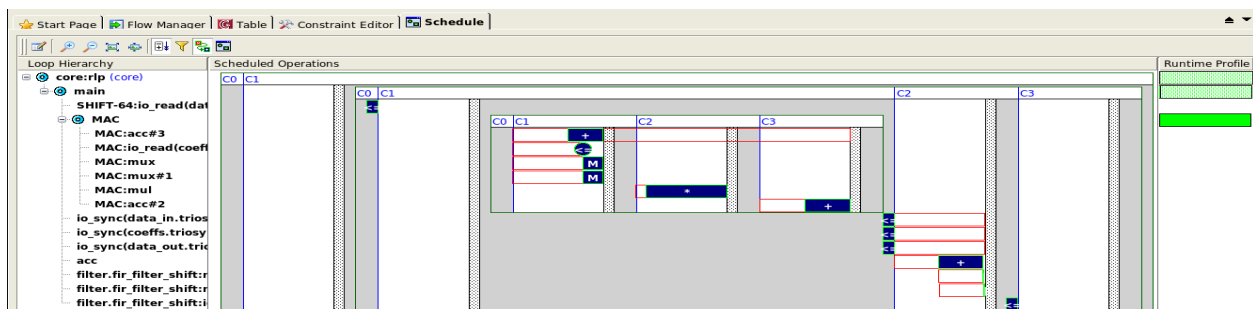 Start Page Flow Manager Table Constraint Editor Schedule
Loop Hierarchy Scheduled Operations Runtime Profile
core:rlp (core) C0 C1
main C0 C1 C2 C3
SHIFT-64:io_read(dat <=
MAC C0 C1 C2 C3
MAC:acc#3 +
MAC:io_read(coeff <=
MAC:mux M
MAC:mux#1 M
MAC:mul *
MAC:acc#2 +
io_sync(data_in.trios
io_sync(coeffs.triosy
io_sync(data_out.tric
acc +
filter.fir_filter_shift:r
filter.fir_filter_shift:r
filter.fir_filter_shift:i